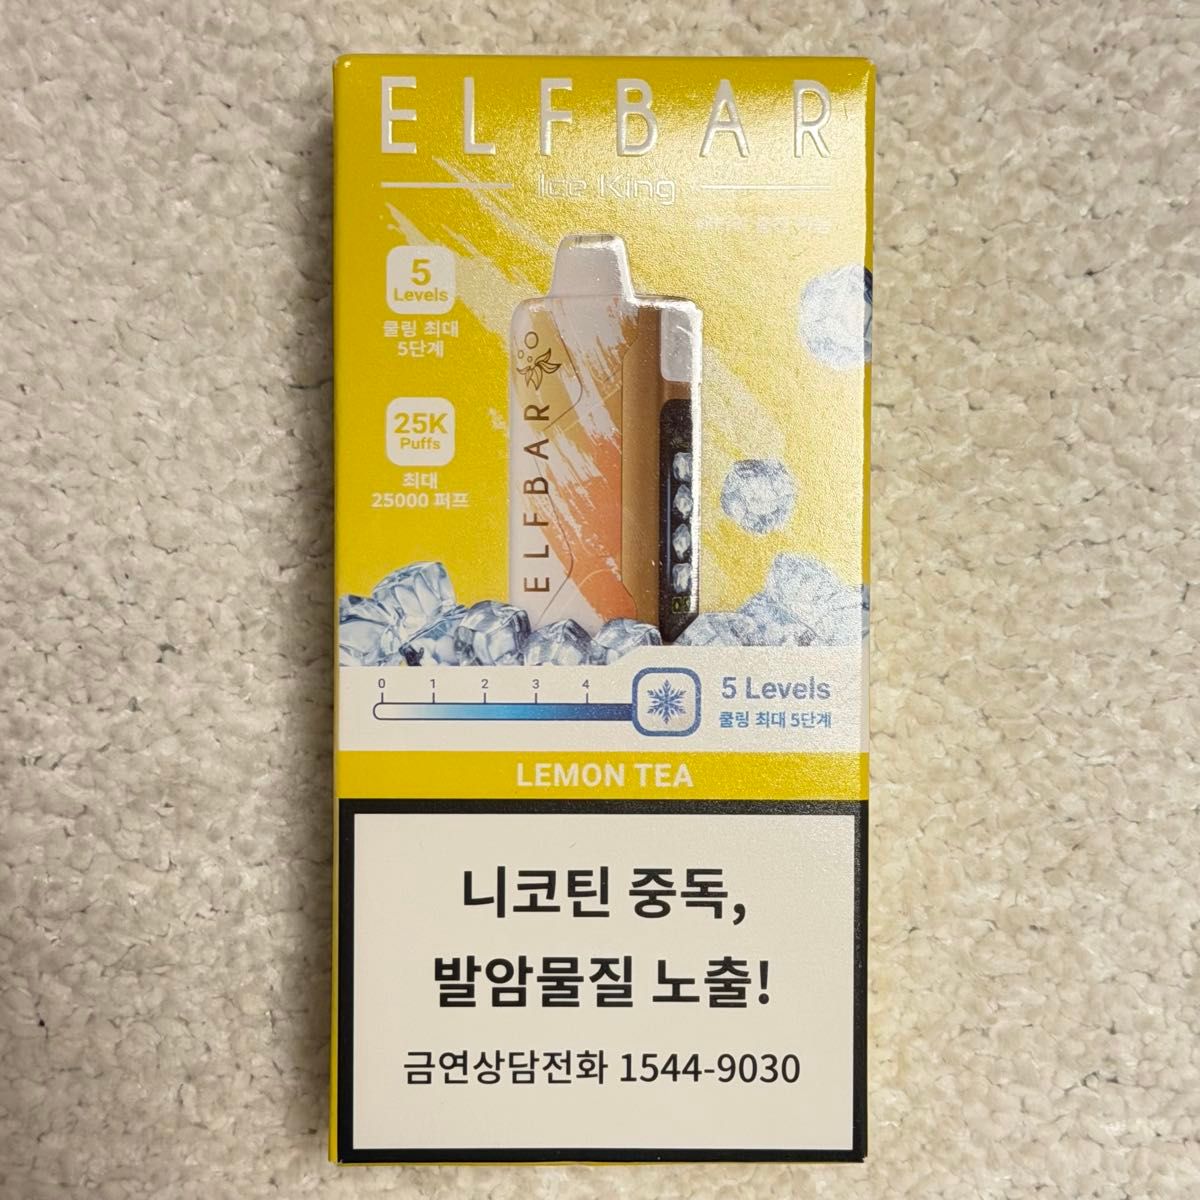 ELFBAR
Ice King
5
Levels
쿨링 최대
5단계
25K
Puffs
최대
25000 퍼프
ELFBAR
0 1 2 3 4
5 Levels
쿨링 최대 5단계
LEMON TEA
니코틴 중독,
발암물질 노출!
금연상담전화 1544-9030